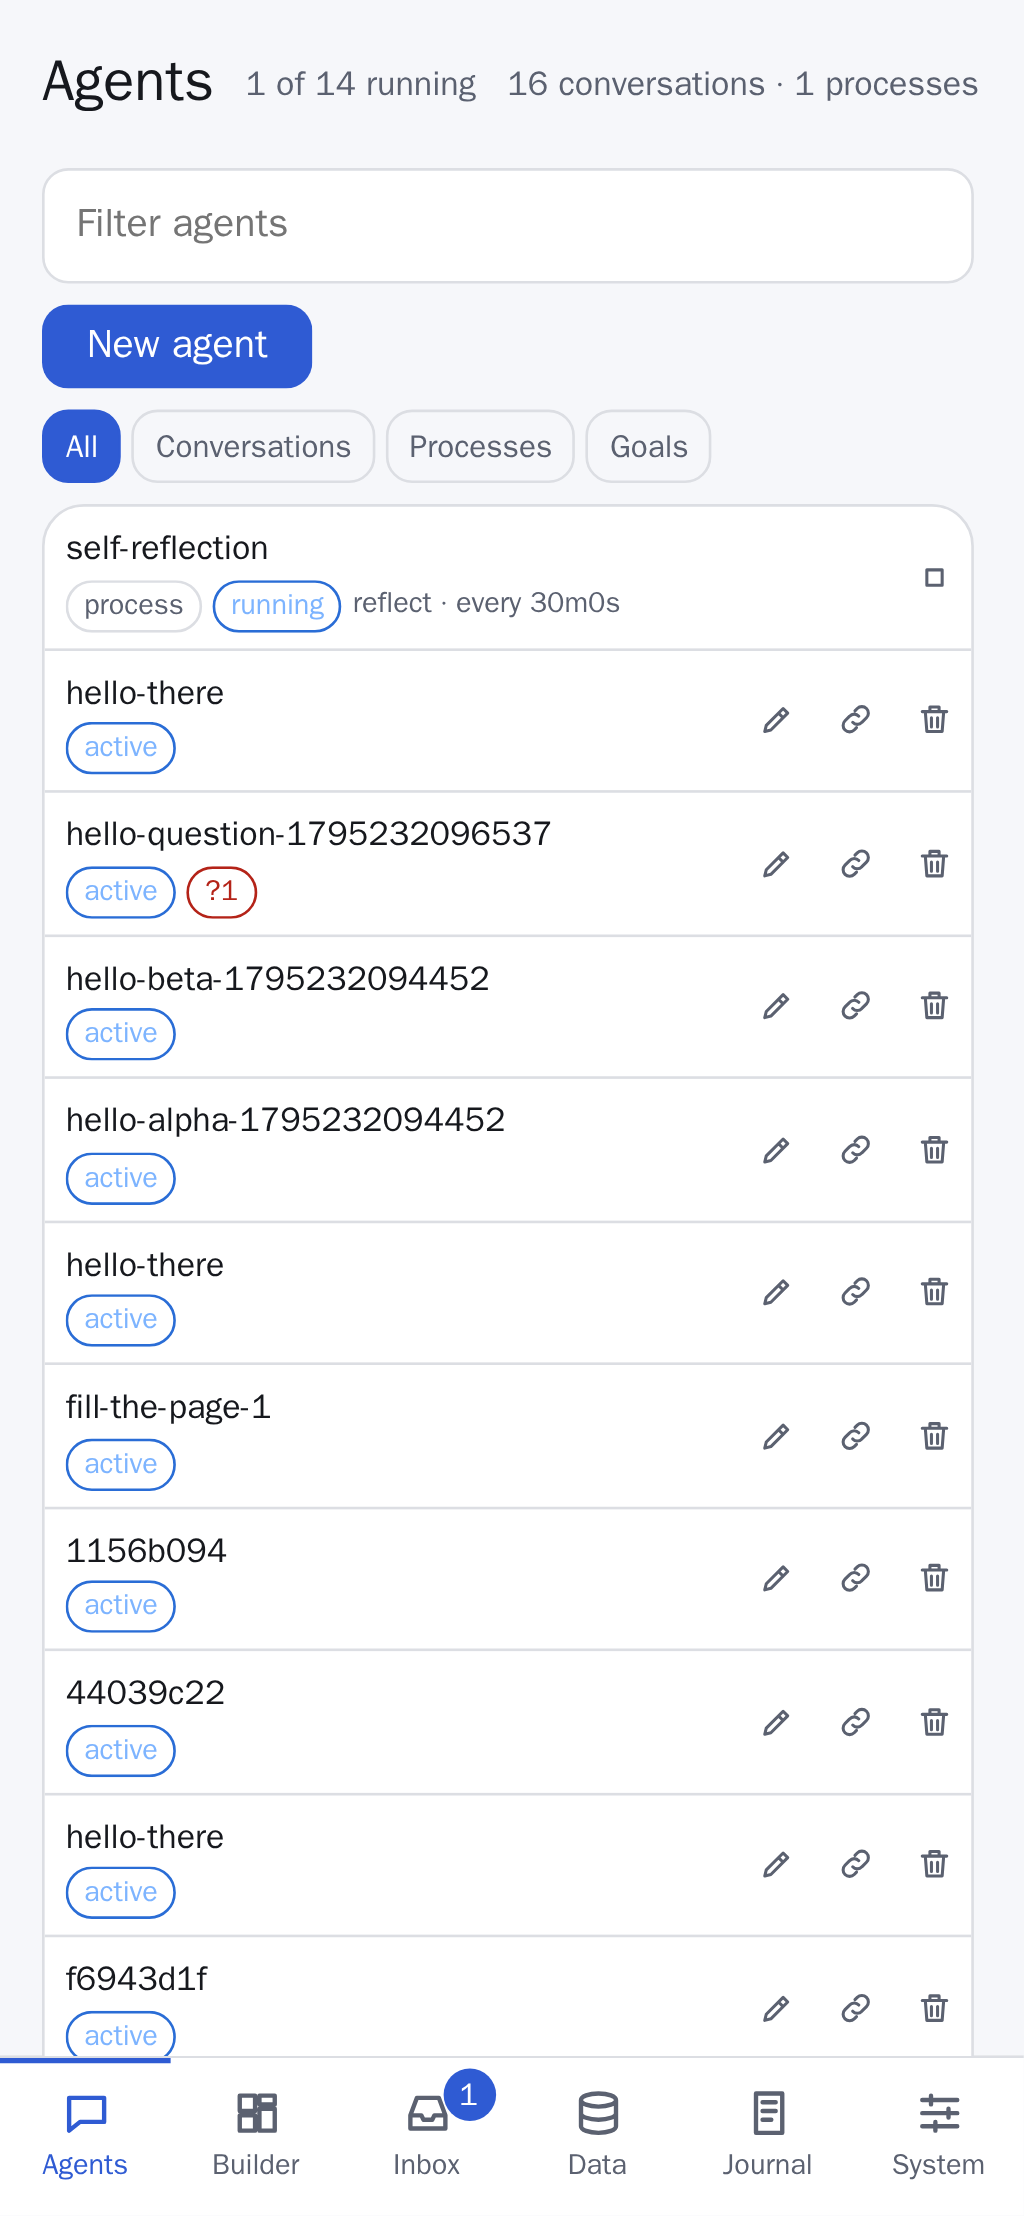 Agents 1 of 14 running 16 conversations · 1 processes
Filter agents
New agent
All Conversations Processes Goals
self-reflection
process running reflect · every 30m0s
hello-there
active
hello-question-1795232096537
active ?1
hello-beta-1795232094452
active
hello-alpha-1795232094452
active
hello-there
active
fill-the-page-1
active
1156b094
active
44039c22
active
hello-there
active
f6943d1f
active
1
Agents Builder Inbox Data Journal System